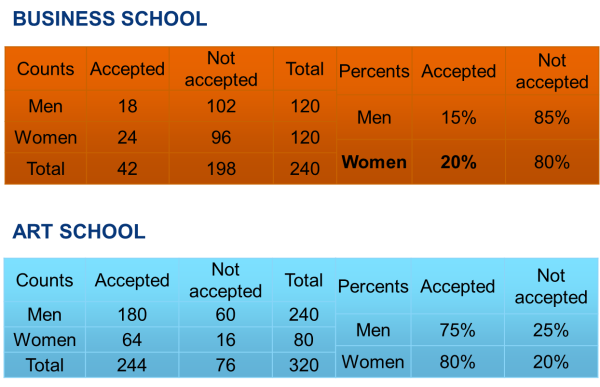 BUSINESS SCHOOL
Counts Accepted Not accepted Total Percents Accepted Not accepted
Men 18 102 120 Men 15% 85%
Women 24 96 120 Women 20% 80%
Total 42 198 240
ART SCHOOL
Counts Accepted Not accepted Total Percents Accepted Not accepted
Men 180 60 240 Men 75% 25%
Women 64 16 80 Women 80% 20%
Total 244 76 320